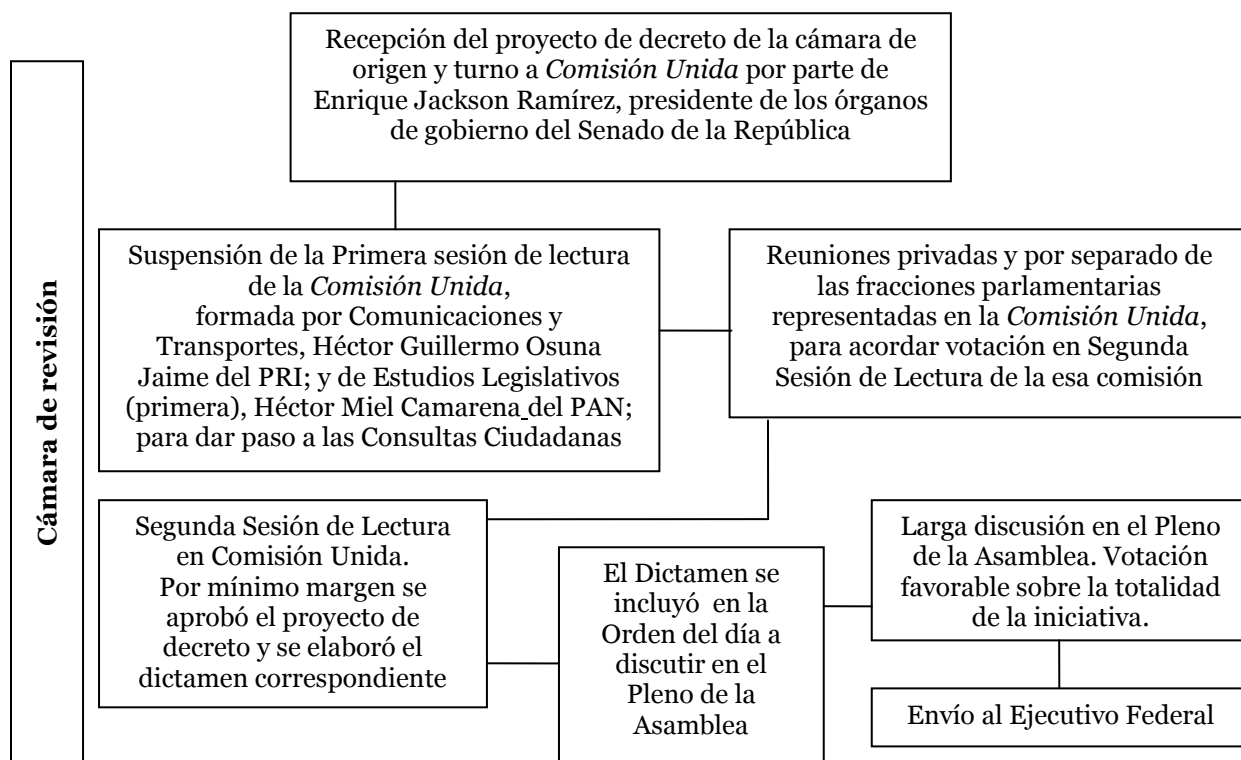 Cámara de revisión
Recepción del proyecto de decreto de la cámara de
origen y turno a Comisión Unida por parte de
Enrique Jackson Ramírez, presidente de los órganos
de gobierno del Senado de la República
Suspensión de la Primera sesión de lectura
de la Comisión Unida,
formada por Comunicaciones y
Transportes, Héctor Guillermo Osuna
Jaime del PRI; y de Estudios Legislativos
(primera), Héctor Miel Camarena del PAN;
para dar paso a las Consultas Ciudadanas
Reuniones privadas y por separado de
las fracciones parlamentarias
representadas en la Comisión Unida,
para acordar votación en Segunda
Sesión de Lectura de la esa comisión
Segunda Sesión de Lectura
en Comisión Unida.
Por mínimo margen se
aprobó el proyecto de
decreto y se elaboró el
dictamen correspondiente
El Dictamen se
incluyó en la
Orden del día a
discutir en el
Pleno de la
Asamblea
Larga discusión en el Pleno
de la Asamblea. Votación
favorable sobre la totalidad
de la iniciativa.
Envío al Ejecutivo Federal